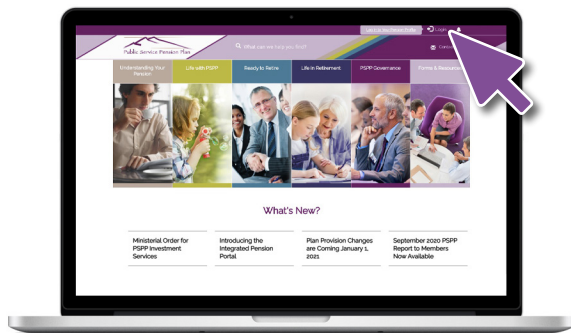 Login
Public Service Pension Plan
What can we help you find?
Understanding Your
Pension
Life with PSPP
Ready to Retire
Life in Retirement
PSPP Governance
Forms & Resources
What's New?
Ministerial Order for
PSPP Investment
Services
Introducing the
Integrated Pension
Portal
Plan Provision Changes
are Coming January 1,
2021
September 2020 PSPP
Report to Members
Now Available